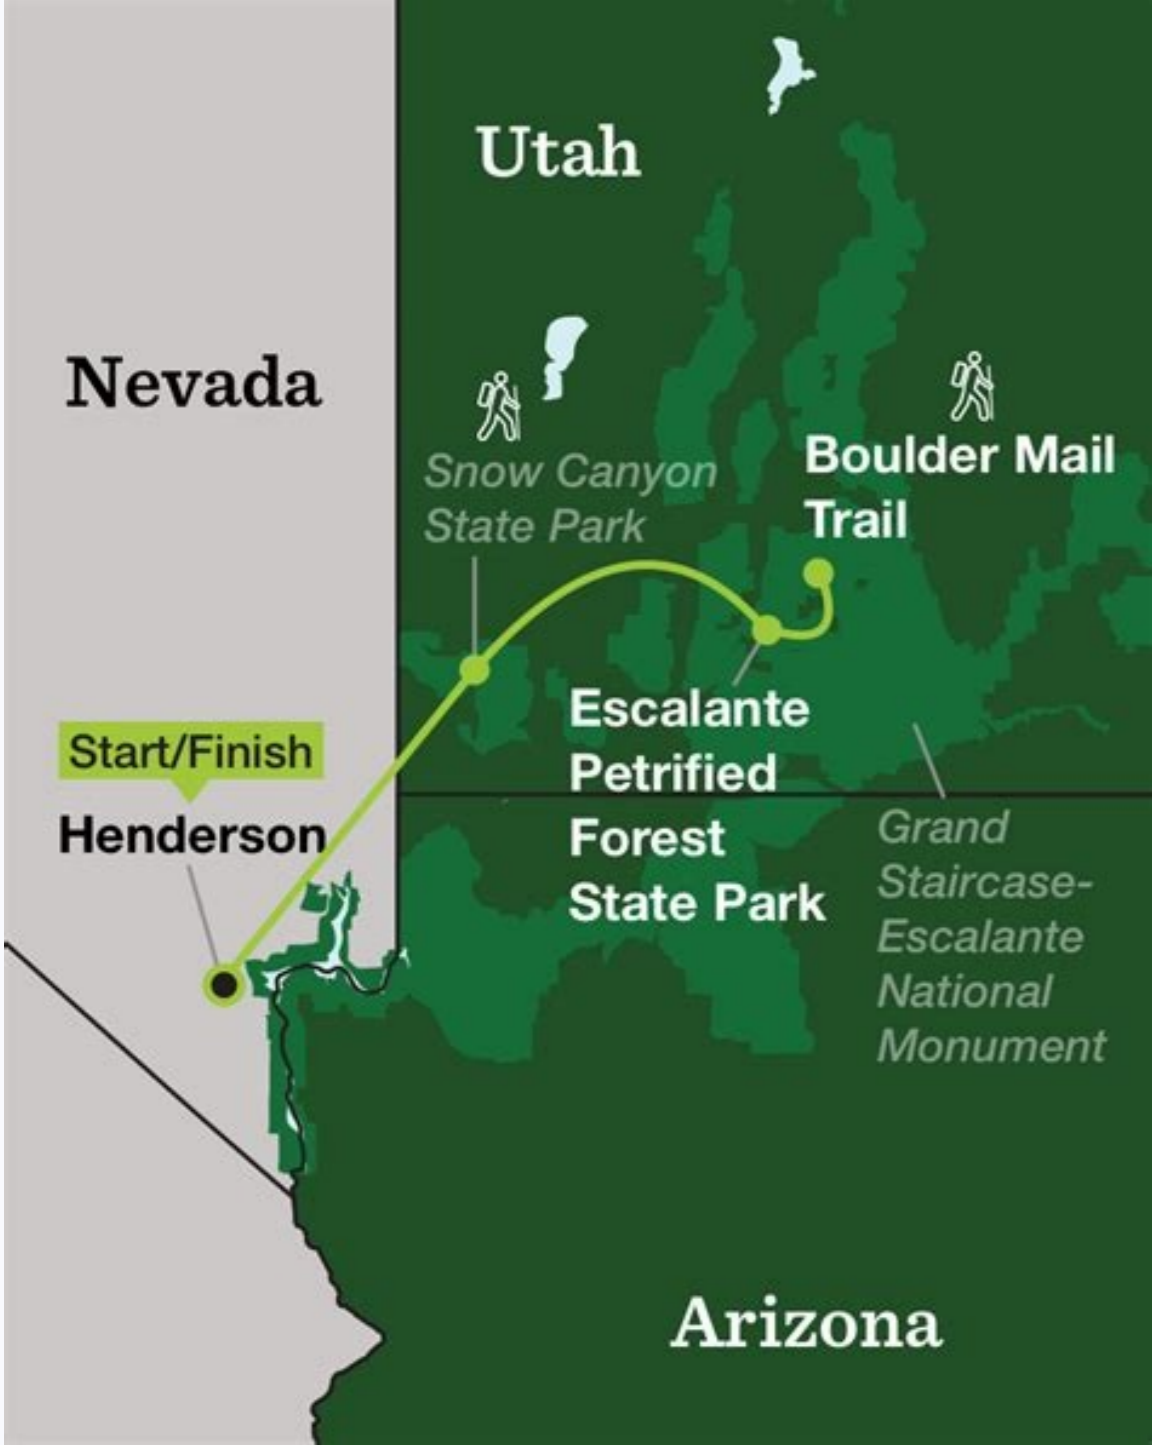 Utah
Nevada
Boulder Mail
Trail
Snow Canyon
State Park
Escalante
Petrified
Forest
State Park
Start/Finish
Henderson
Grand
Staircase-
Escalante
National
Monument
Arizona